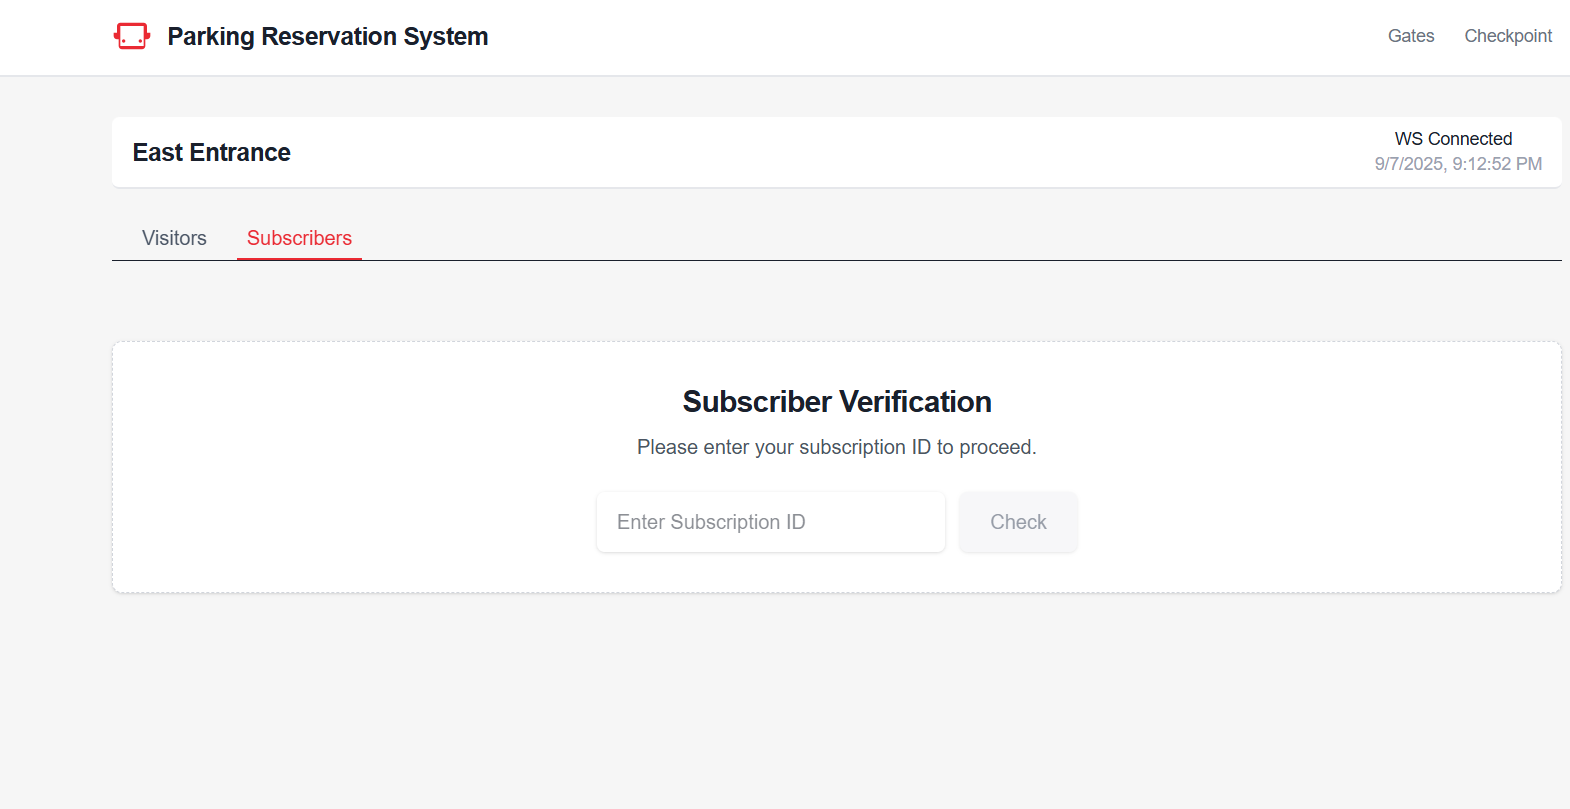 Parking Reservation System
Gates
Checkpoint
East Entrance
WS Connected
9/7/2025, 9:12:52 PM
Visitors
Subscribers
Subscriber Verification
Please enter your subscription ID to proceed.
Enter Subscription ID
Check